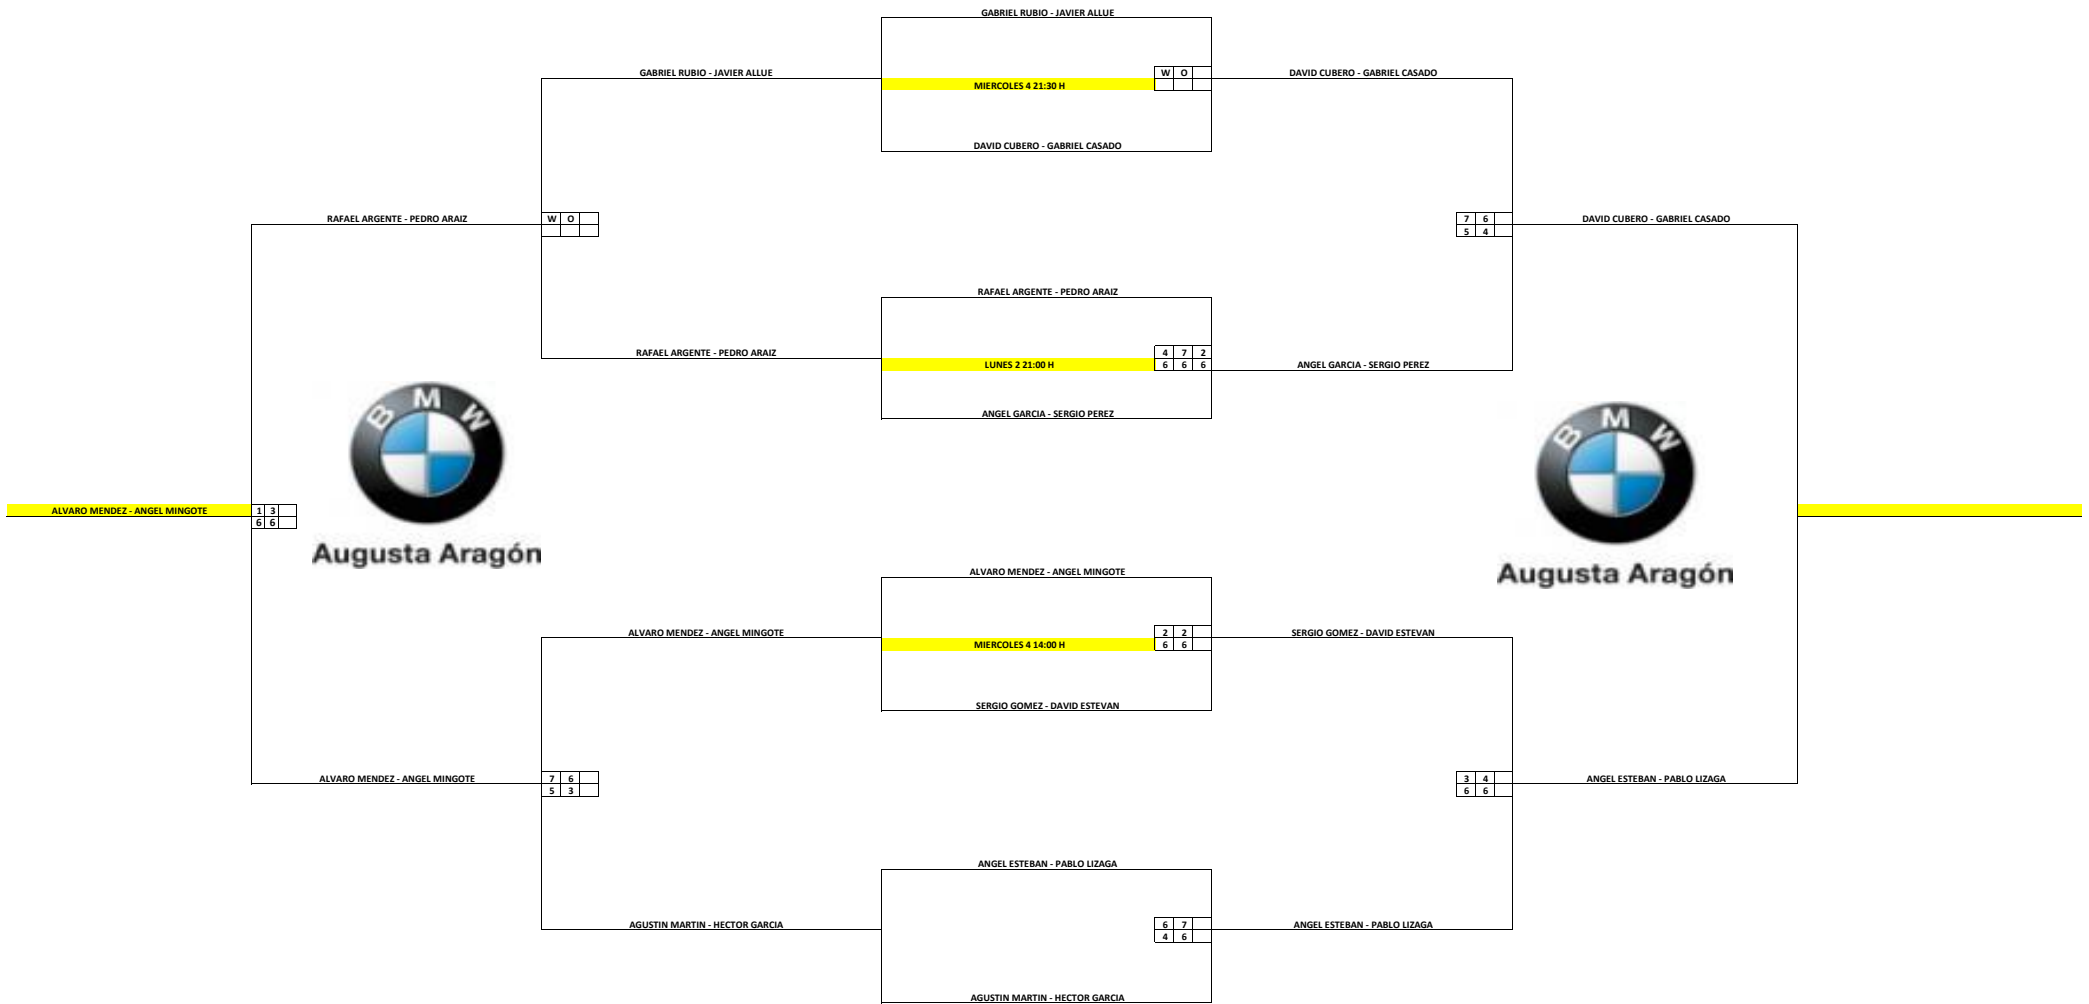 GABRIEL RUBIO - JAVIER ALLUE
GABRIEL RUBIO - JAVIER ALLUE
W O
DAVID CUBERO - GABRIEL CASADO
MIERCOLES 4 21:30 H
DAVID CUBERO - GABRIEL CASADO
RAFAEL ARGENTE - PEDRO ARAIZ
W O
7 6
DAVID CUBERO - GABRIEL CASADO
5 4
RAFAEL ARGENTE - PEDRO ARAIZ
RAFAEL ARGENTE - PEDRO ARAIZ
4 7 2
LUNES 2 21:00 H
6 6 6
ANGEL GARCIA - SERGIO PEREZ
ANGEL GARCIA - SERGIO PEREZ
BMW
BMW
ALVARO MENDEZ - ANGEL MINGOTE
1 3
6 6
Augusta Aragón
Augusta Aragón
ALVARO MENDEZ - ANGEL MINGOTE
ALVARO MENDEZ - ANGEL MINGOTE
2 2
SERGIO GOMEZ - DAVID ESTEVAN
MIERCOLES 4 14:00 H
6 6
SERGIO GOMEZ - DAVID ESTEVAN
ALVARO MENDEZ - ANGEL MINGOTE
7 6
3 4
ANGEL ESTEBAN - PABLO LIZAGA
5 3
6 6
ANGEL ESTEBAN - PABLO LIZAGA
AGUSTIN MARTIN - HECTOR GARCIA
6 7
ANGEL ESTEBAN - PABLO LIZAGA
4 6
AGUSTIN MARTIN - HECTOR GARCIA